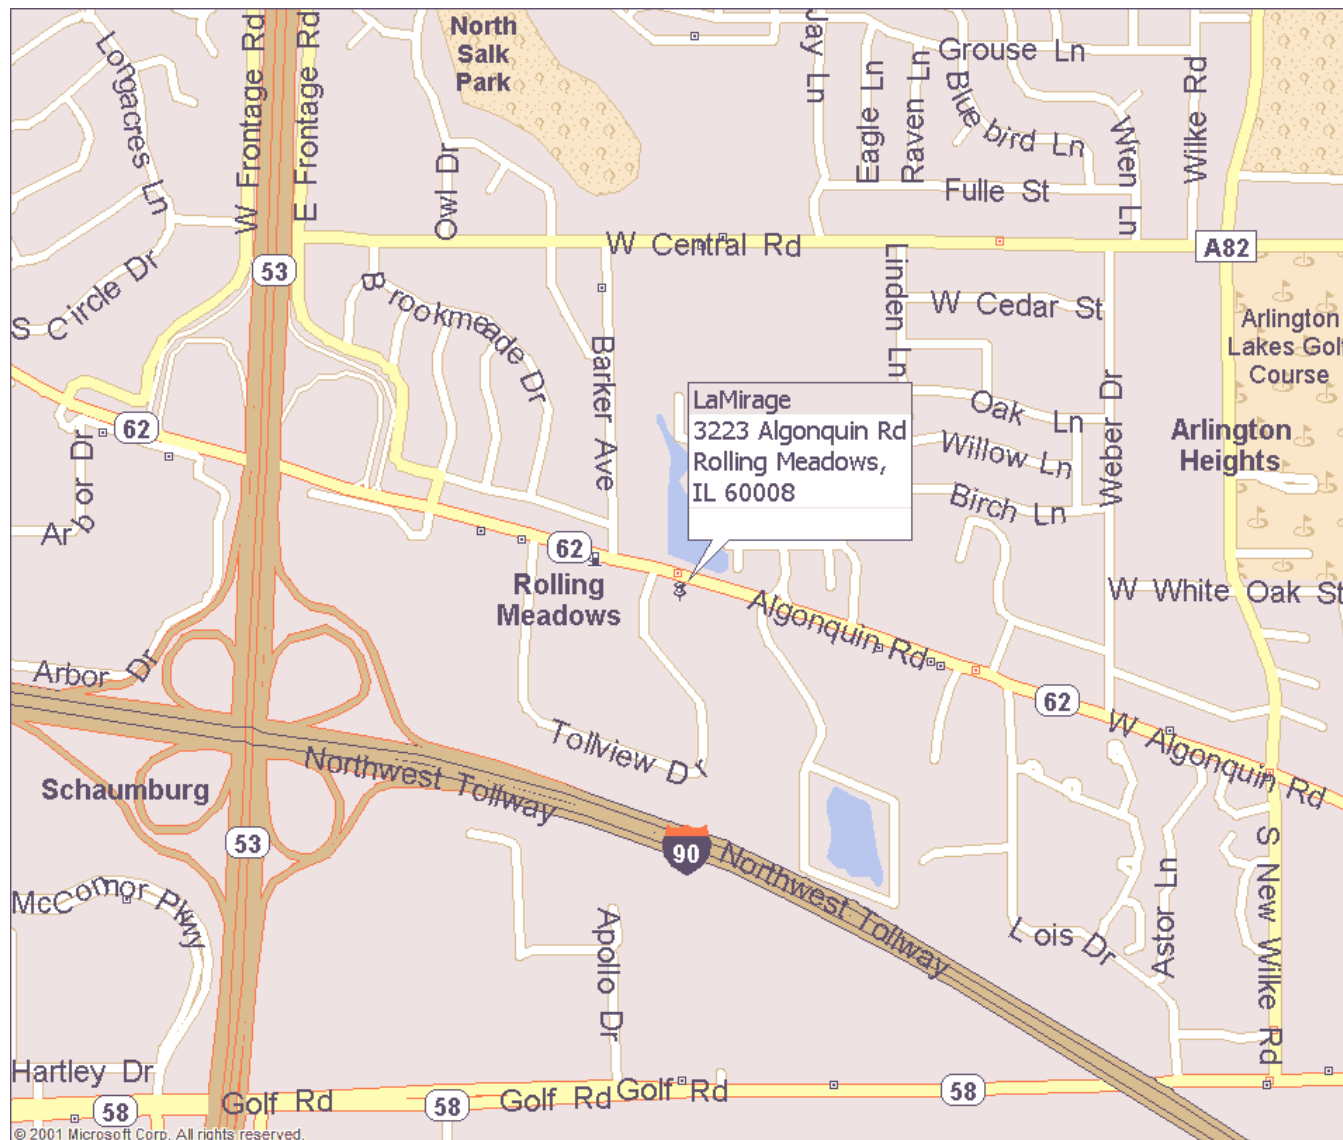 Longacres Ln
W Frontage Rd
E Frontage Rd
North
Salk
Park
Jay Ln
Eagle Ln
Raven Ln
Grouse Ln
Bluebird Ln
Wren Ln
Wilke Rd
Owl Dr
Fulle St
W Central Rd
A82
53
S Circle Dr
Brookmeade Dr
Linden Ln
W Cedar St
Arlington
Lakes Golf
Course
Barker Ave
LaMirage
3223 Algonquin Rd
Rolling Meadows,
IL 60008
Oak Ln
Weber Dr
62
Arbor Dr
Willow Ln
Arlington
Heights
Birch Ln
Arbor
62
Rolling
Meadows
Algonquin Rd
W White Oak St
Arbor Dr
62
W Algonquin Rd
Tollview Dr
Northwest Tollway
Schaumburg
53
90
Northwest Tollway
S New Wilke Rd
McConnor Pkwy
Apollo Dr
Lois Dr
Astor Ln
Hartley Dr
58
Golf Rd
58
Golf Rd
Golf Rd
58
© 2001 Microsoft Corp. All rights reserved.